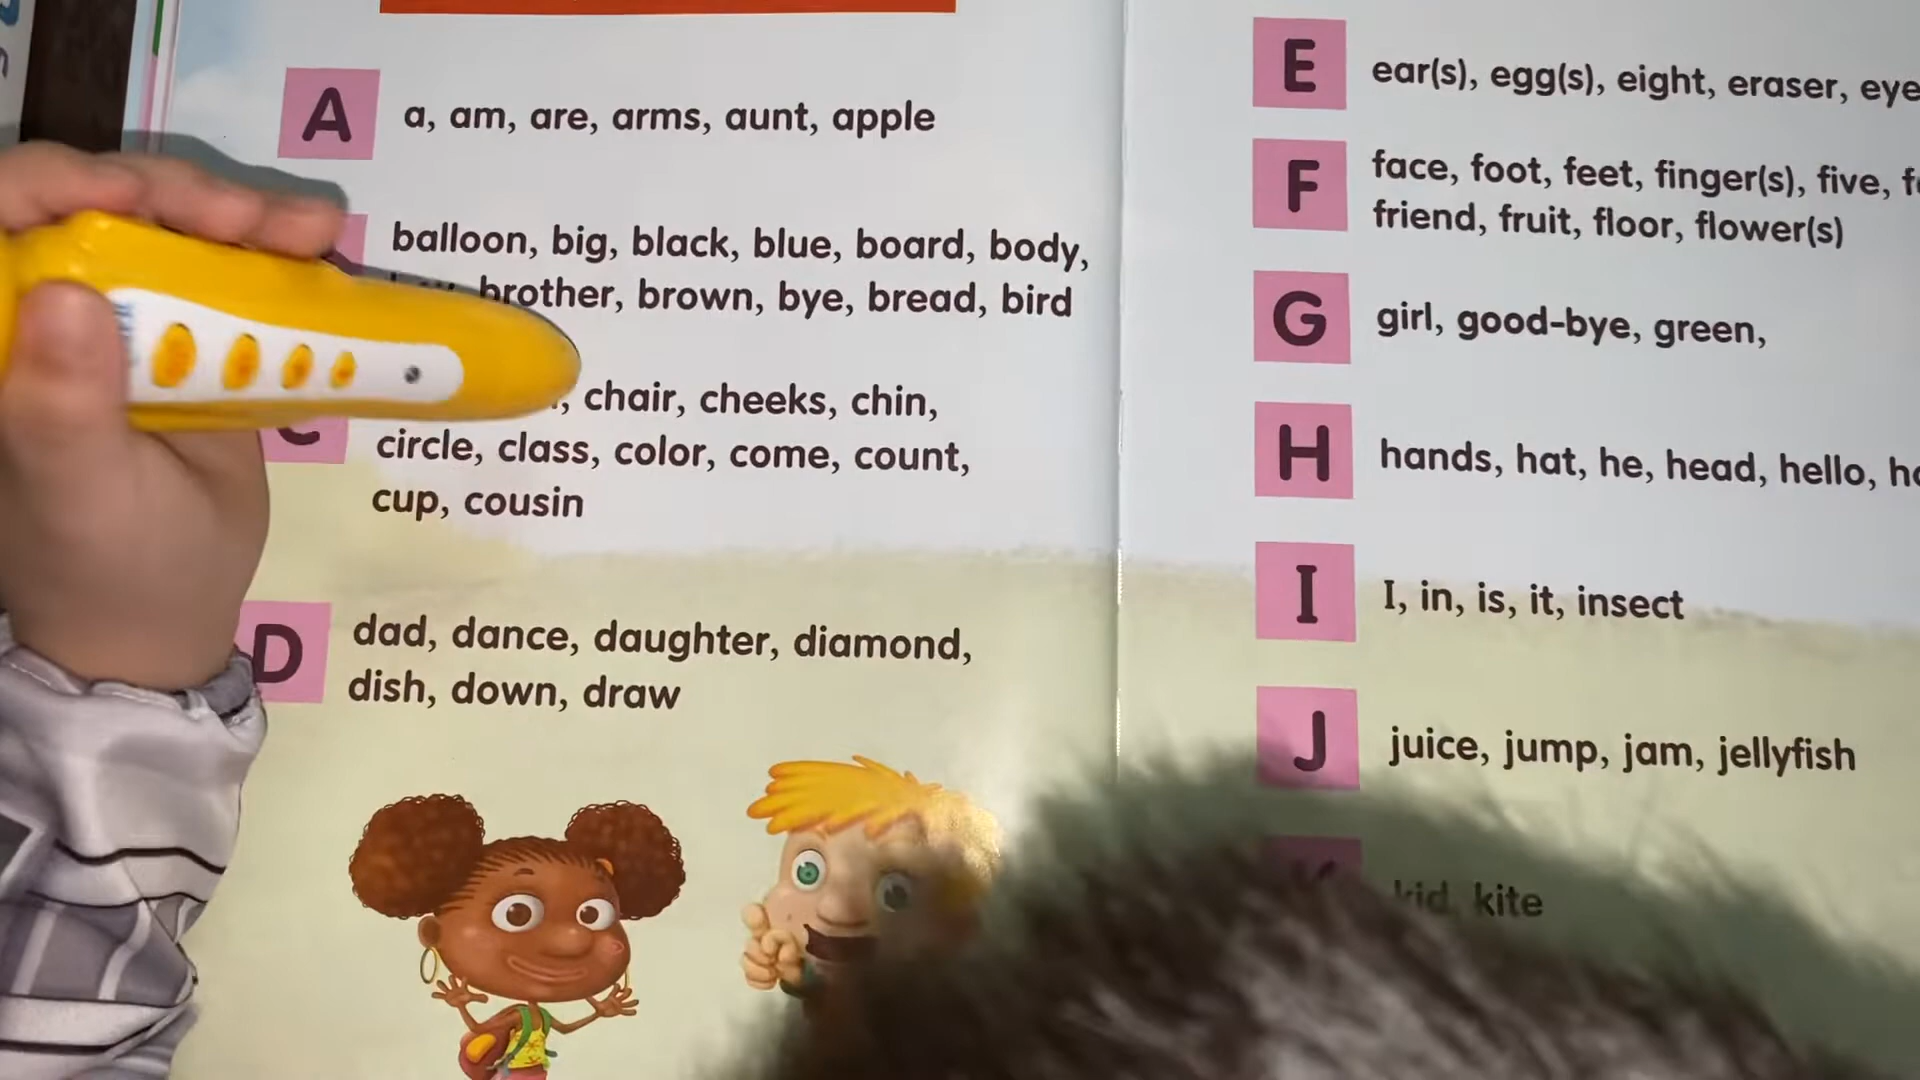 A
a, am, are, arms, aunt, apple
balloon, big, black, blue, board, body,
brother, brown, bye, bread, bird
C
chair, cheeks, chin,
circle, class, color, come, count,
cup, cousin
D
dad, dance, daughter, diamond,
dish, down, draw
E
ear(s), egg(s), eight, eraser, eye
F
face, foot, feet, finger(s), five,
friend, fruit, floor, flower(s)
G
girl, good-bye, green,
H
hands, hat, he, head, hello,
I
I, in, is, it, insect
J
juice, jump, jam, jellyfish
kid, kite